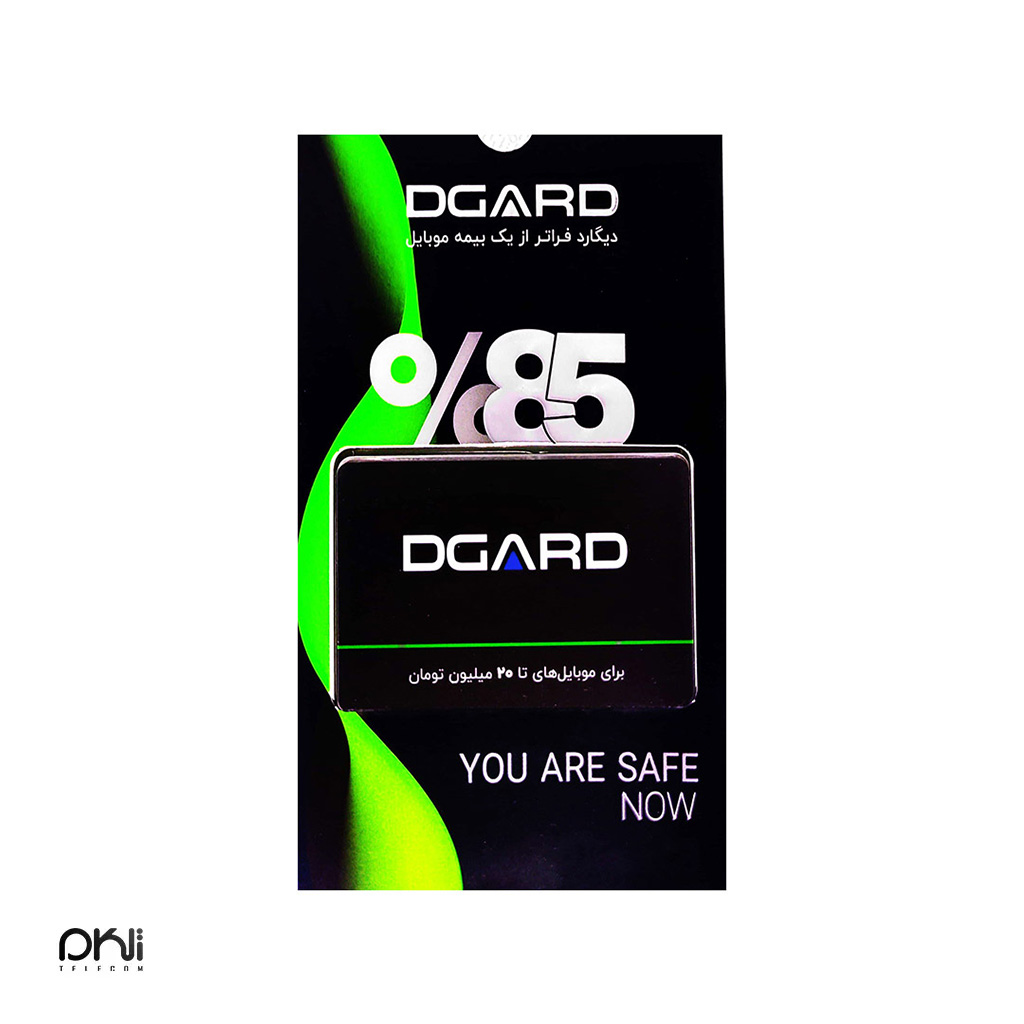 DGARD
دیگارد فراتر از یک بیمه موبایل
%85
DGARD
برای موبایل‌های تا ۲۰ میلیون تومان
YOU ARE SAFE
NOW
TELECOM